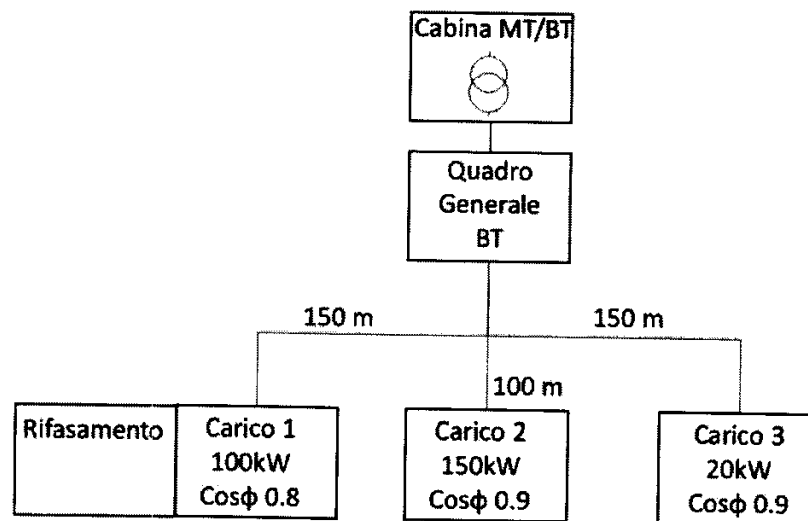 Cabina MT/BT
Quadro
Generale
BT
150 m
150 m
100 m
Rifasamento
Carico 1
100kW
Cosϕ 0.8
Carico 2
150kW
Cosϕ 0.9
Carico 3
20kW
Cosϕ 0.9